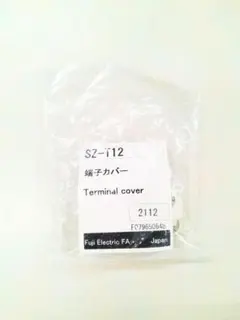 SZ-T12
端子カバー
Terminal cover
2112
Fuji Electric FA Japan